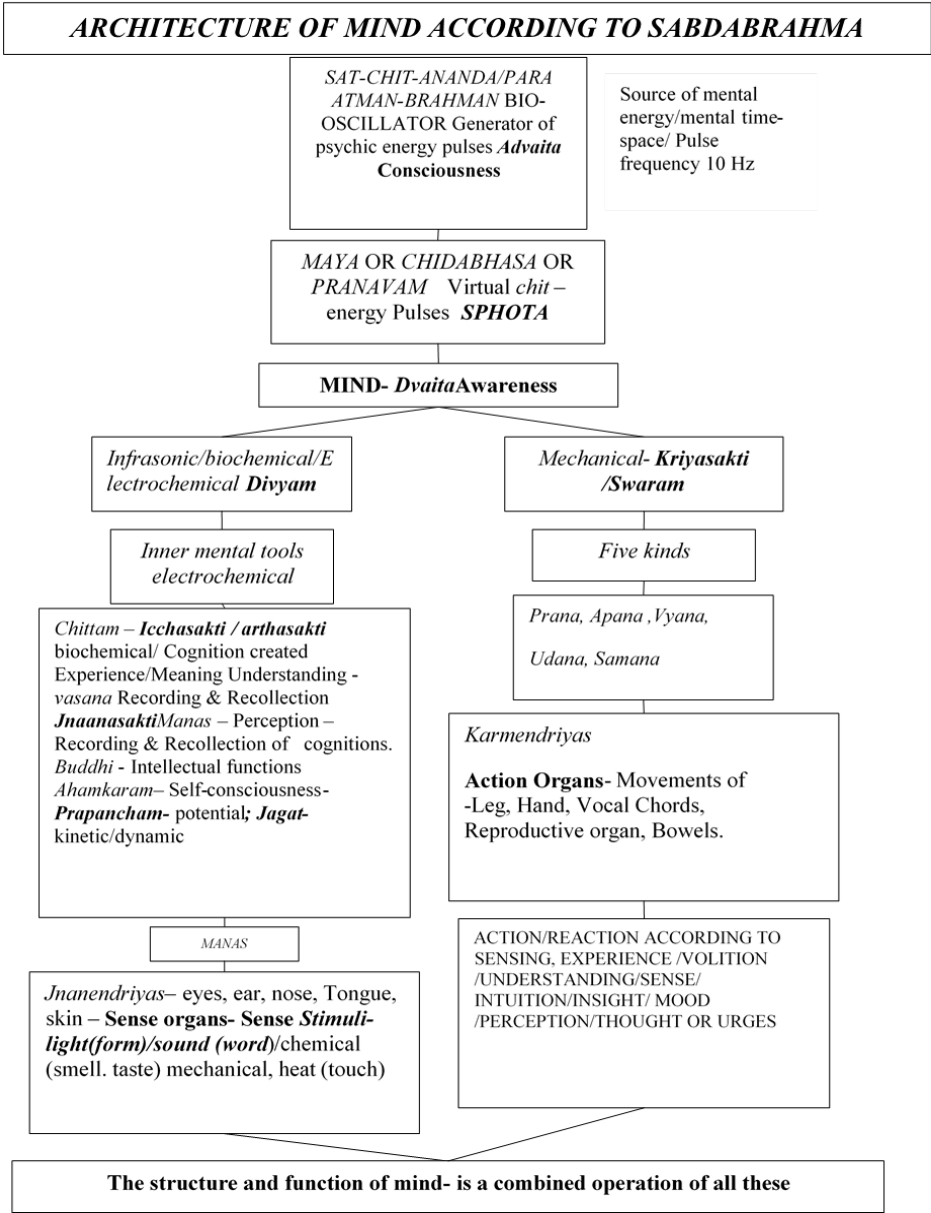 ARCHITECTURE OF MIND ACCORDING TO SABDABRAHMA
SAT-CHIT-ANANDA/PARA
ATMAN-BRAHMAN BIO-
OSCILLATOR Generator of
psychic energy pulses Advaita
Consciousness
Source of mental
energy/mental time-
space/ Pulse
frequency 10 Hz
MAYA OR CHIDABHASA OR
PRANAVAM Virtual chit –
energy Pulses SPHOTA
MIND- DvaitaAwareness
Infrasonic/biochemical/E
lectrochemical Divyam
Inner mental tools
electrochemical
Chittam – Icchasakti / arthasakti
biochemical/ Cognition created
Experience/Meaning Understanding -
vasana Recording & Recollection
JnaanasaktiManas – Perception –
Recording & Recollection of cognitions.
Buddhi - Intellectual functions
Ahamkaram– Self-consciousness-
Prapancham- potential; Jagat-
kinetic/dynamic
MANAS
Jnanendriyas– eyes, ear, nose, Tongue,
skin – Sense organs- Sense Stimuli-
light(form)/sound (word)/chemical
(smell. taste) mechanical, heat (touch)
Mechanical- Kriyasakti
/Swaram
Five kinds
Prana, Apana ,Vyana,
Udana, Samana
Karmendriyas
Action Organs- Movements of
-Leg, Hand, Vocal Chords,
Reproductive organ, Bowels.
ACTION/REACTION ACCORDING TO
SENSING, EXPERIENCE /VOLITION
/UNDERSTANDING/SENSE/
INTUITION/INSIGHT/ MOOD
/PERCEPTION/THOUGHT OR URGES
The structure and function of mind- is a combined operation of all these